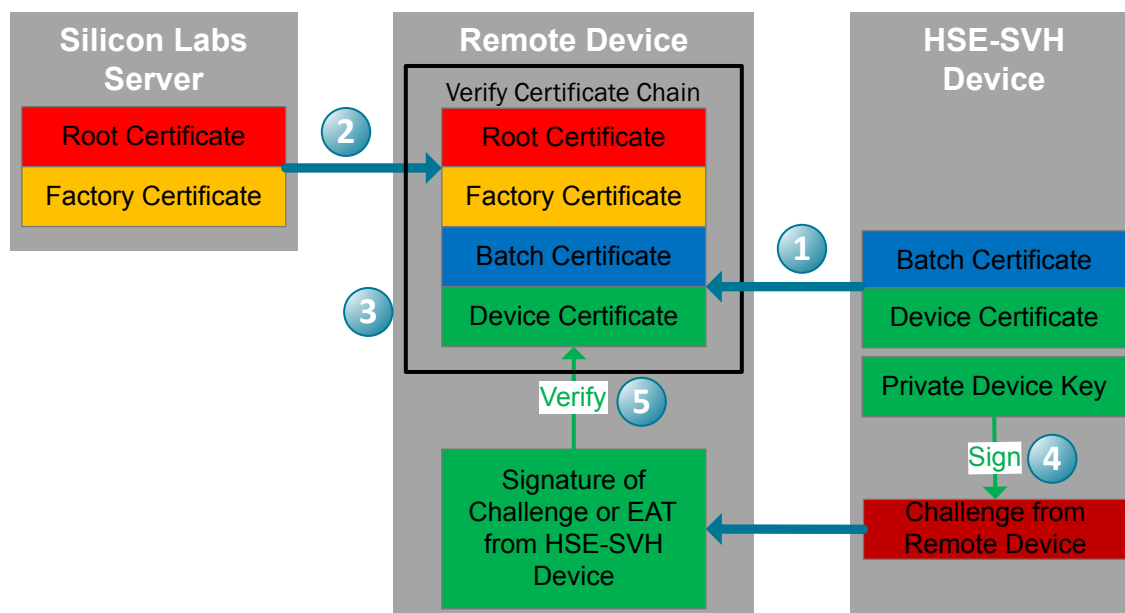 Silicon Labs
Server
Root Certificate
Factory Certificate
2
Remote Device
Verify Certificate Chain
Root Certificate
Factory Certificate
Batch Certificate
Device Certificate
3
Verify
5
Signature of
Challenge or EAT
from HSE-SVH
Device
1
HSE-SVH
Device
Batch Certificate
Device Certificate
Private Device Key
Sign
4
Challenge from
Remote Device